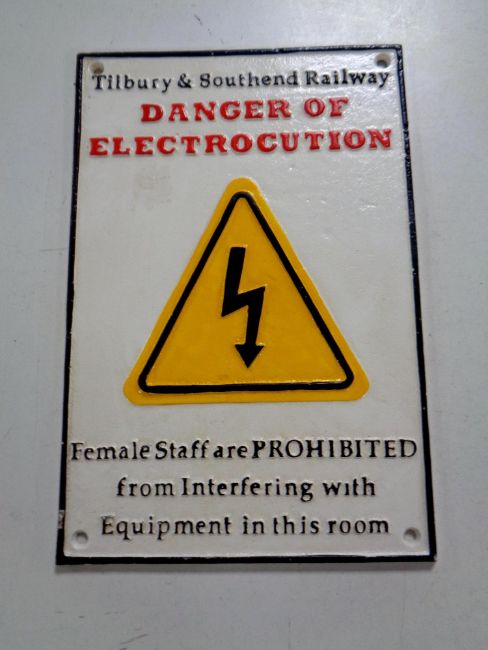 Tilbury & Southend Railway
DANGER OF
ELECTROCUTION
Female Staff are PROHIBITED
from Interfering with
Equipment in this room